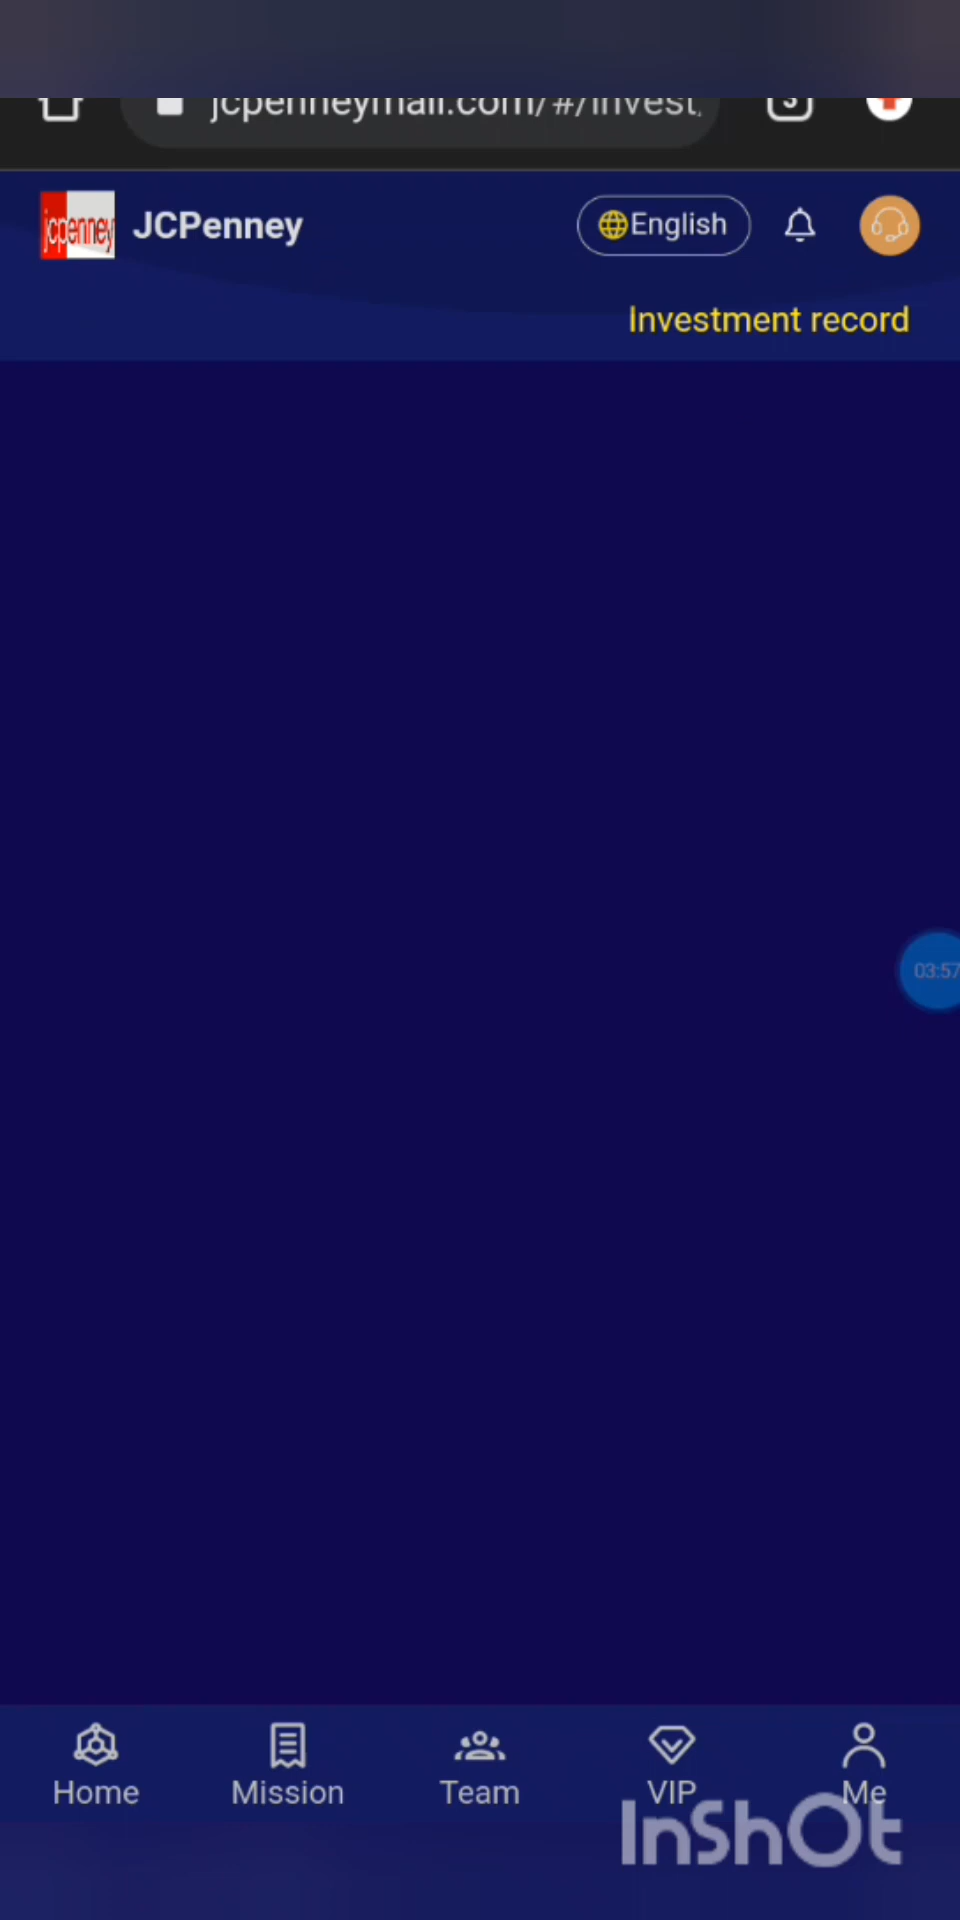 jcpenneymall.com/#/invest
jcpenney JCPenney English
Investment record
03:57
Home Mission Team VIP Me
InShOt